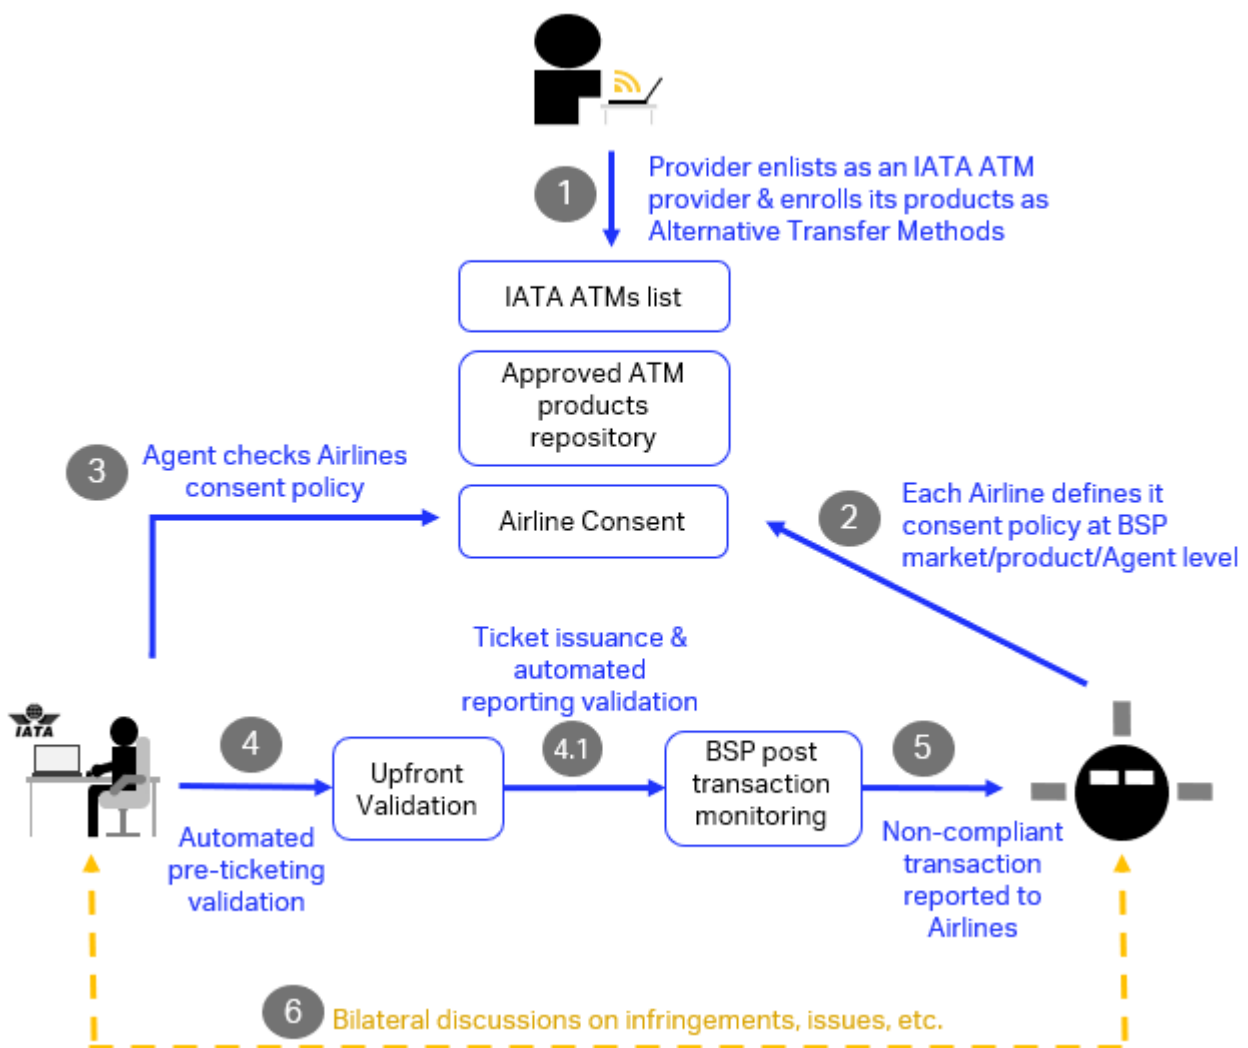 1
Provider enlists as an IATA ATM
provider & enrolls its products as
Alternative Transfer Methods
IATA ATMs list
Approved ATM
products
repository
3
Agent checks Airlines
consent policy
Airline Consent
2
Each Airline defines it
consent policy at BSP
market/product/Agent level
Ticket issuance &
automated
reporting validation
IATA
4
Upfront
Validation
4.1
BSP post
transaction
monitoring
5
Automated
pre-ticketing
validation
Non-compliant
transaction
reported to
Airlines
6
Bilateral discussions on infringements, issues, etc.